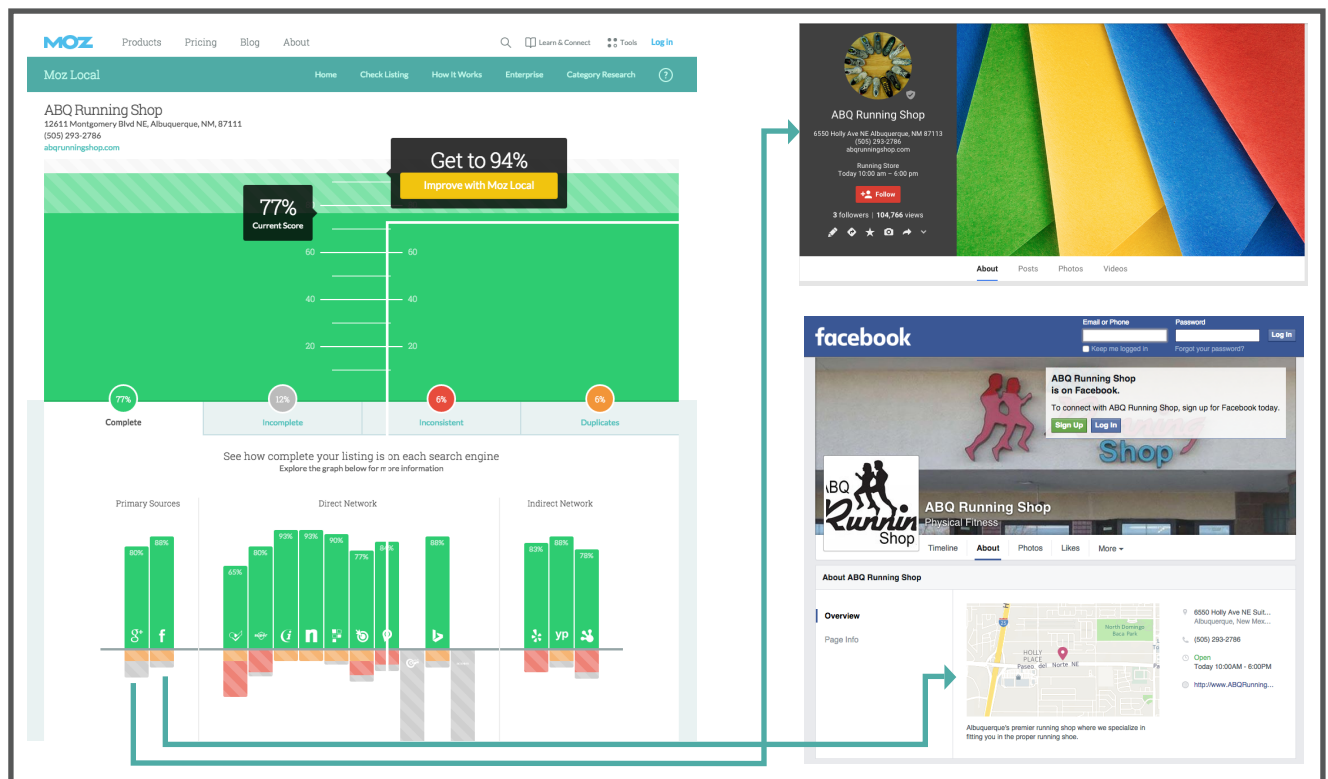 MOZ Products Pricing Blog About Learn & Connect Tools Log in
Moz Local Home Check Listing How It Works Enterprise Category Research ?
ABQ Running Shop
12611 Montgomery Blvd NE, Albuquerque, NM, 87111
(505) 293-2786
abqrunningshop.com
Get to 94%
Improve with Moz Local
77%
Current Score
60 60
40 40
20 20
77% 12% 6% 6%
Complete Incomplete Inconsistent Duplicates
See how complete your listing is on each search engine
Explore the graph below for more information
Primary Sources Direct Network Indirect Network
80% 88% 65% 80% 93% 93% 90% 77% 88% 83% 88% 78%
g+ f n b yp
ABQ Running Shop
6550 Holly Ave NE Albuquerque, NM 87113
(505) 293-2786
abqrunningshop.com
Running Store
Today 10:00 am – 6:00 pm
Follow
3 followers | 104,766 views
About Posts Photos Videos
facebook
Email or Phone Password
Log In
Keep me logged in Forgot your password?
ABQ Running Shop
is on Facebook.
To connect with ABQ Running Shop, sign up for Facebook today.
Sign Up Log In
Shop
ABQ
Runnin
Shop
ABQ Running Shop
Physical Fitness
Timeline About Photos Likes More
About ABQ Running Shop
Overview
Page Info
North Domingo
Baca Park
HOLLY
PLACE
Paseo del Norte NE
6550 Holly Ave NE Suit...
Albuquerque, New Mex...
(505) 293-2786
Open
Today 10:00AM - 6:00PM
http://www.ABQRunning...
Albuquerque's premier running shop where we specialize in
fitting you in the proper running shoe.